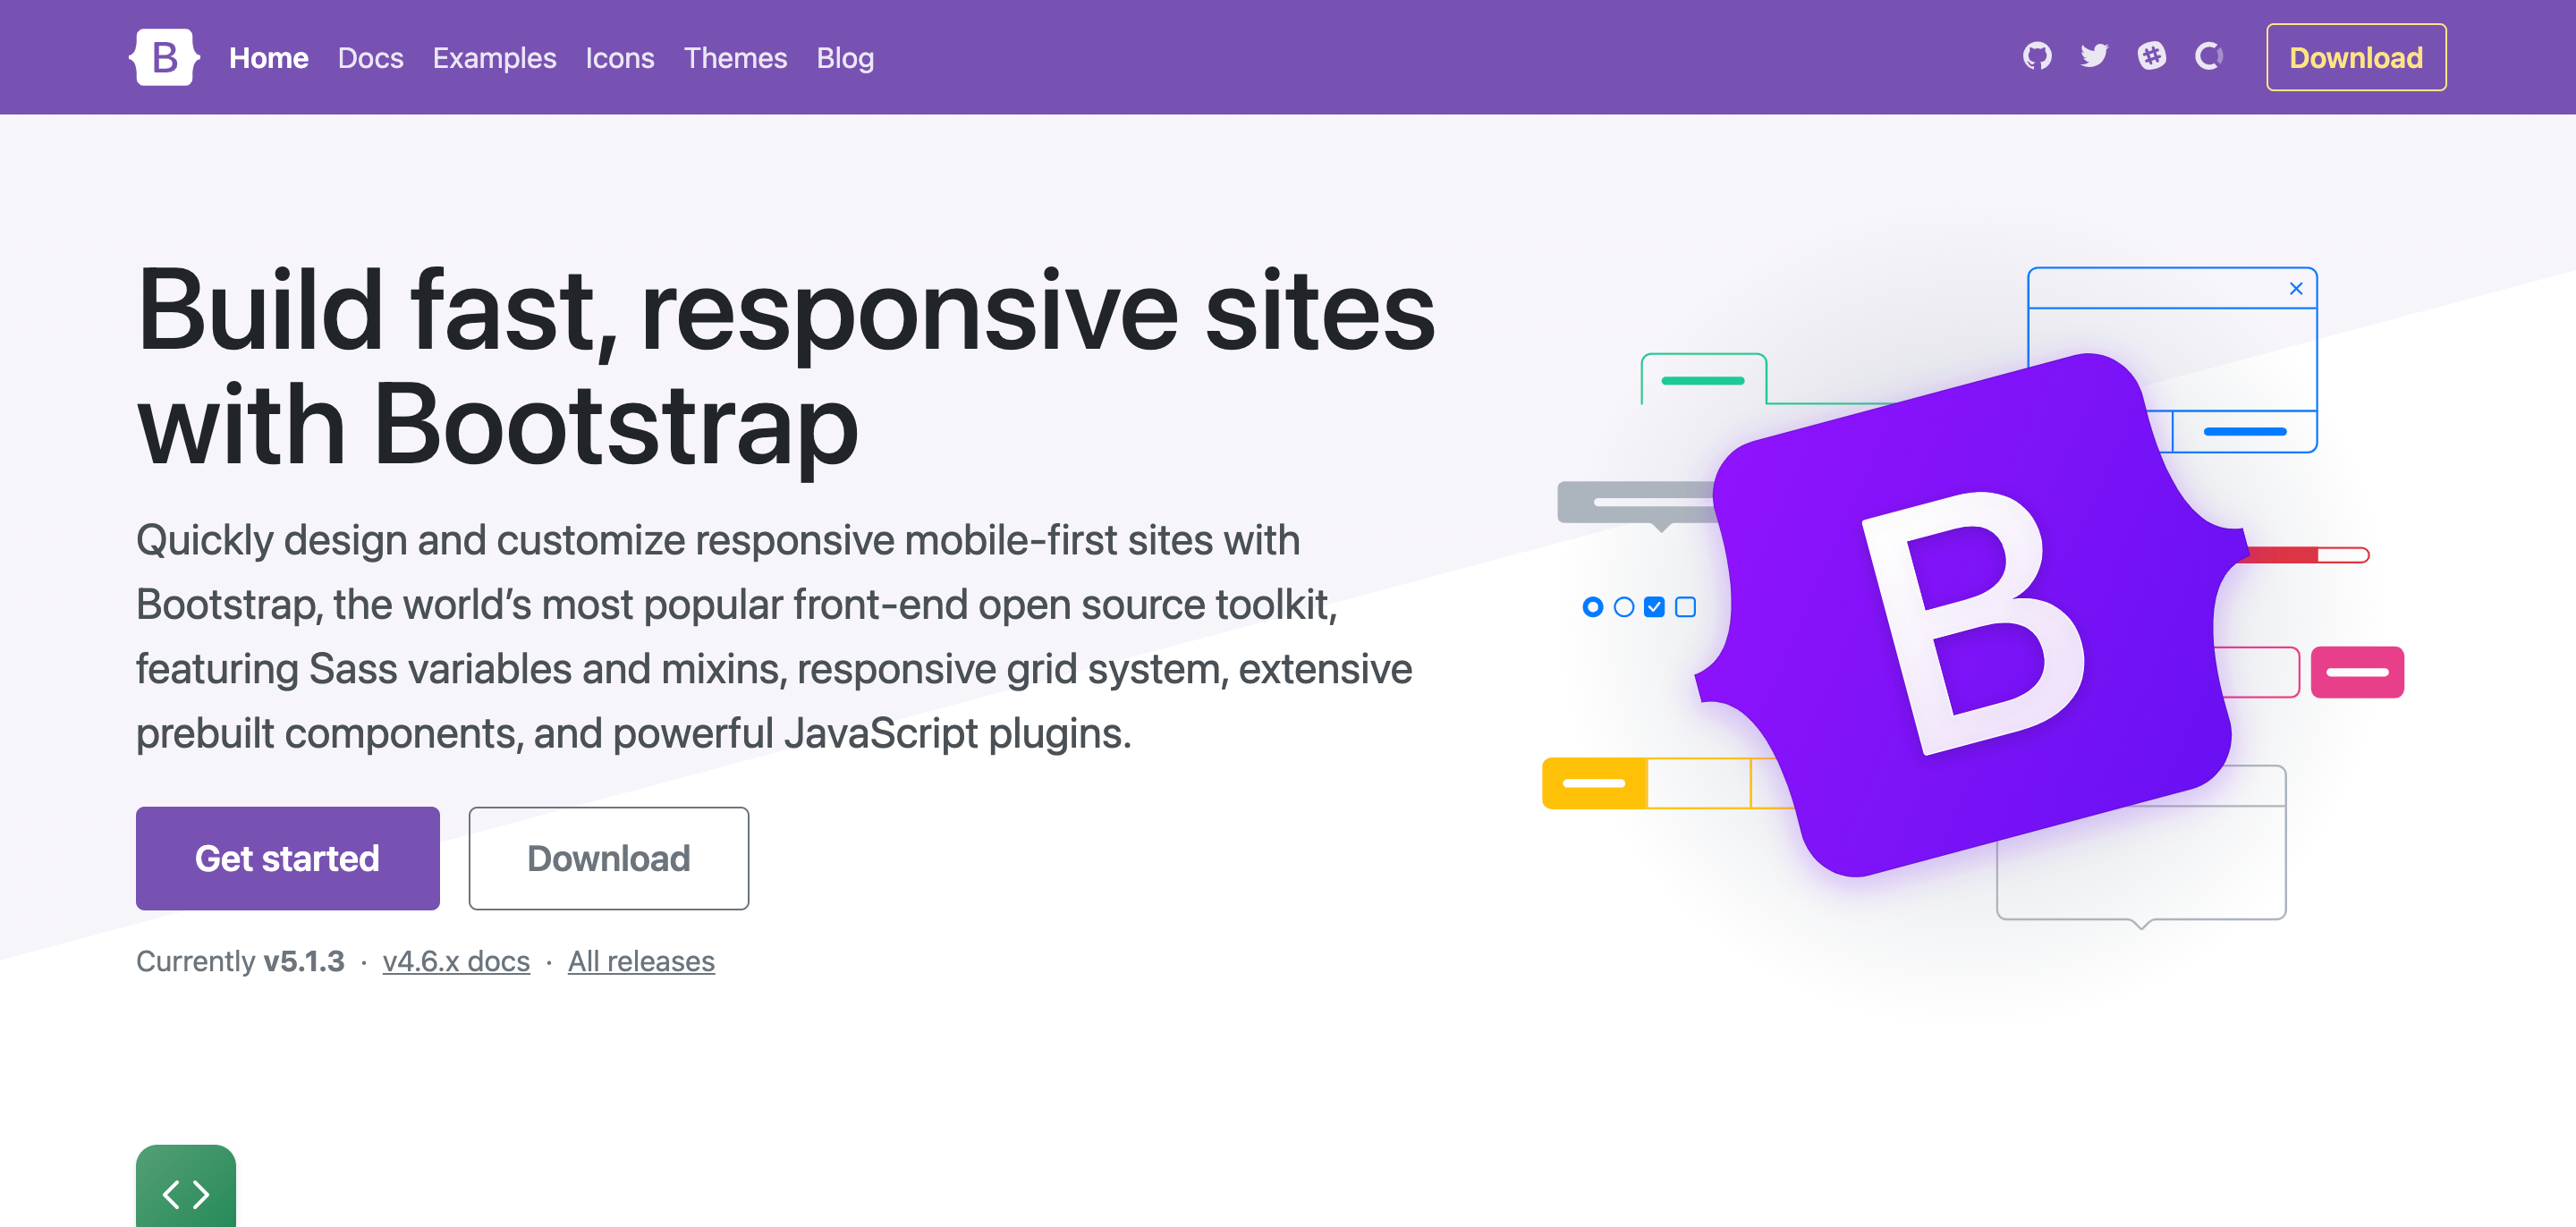 B Home Docs Examples Icons Themes Blog Download
Build fast, responsive sites
with Bootstrap
Quickly design and customize responsive mobile-first sites with
Bootstrap, the world’s most popular front-end open source toolkit,
featuring Sass variables and mixins, responsive grid system, extensive
prebuilt components, and powerful JavaScript plugins.
Get started Download
Currently v5.1.3 · v4.6.x docs · All releases
B